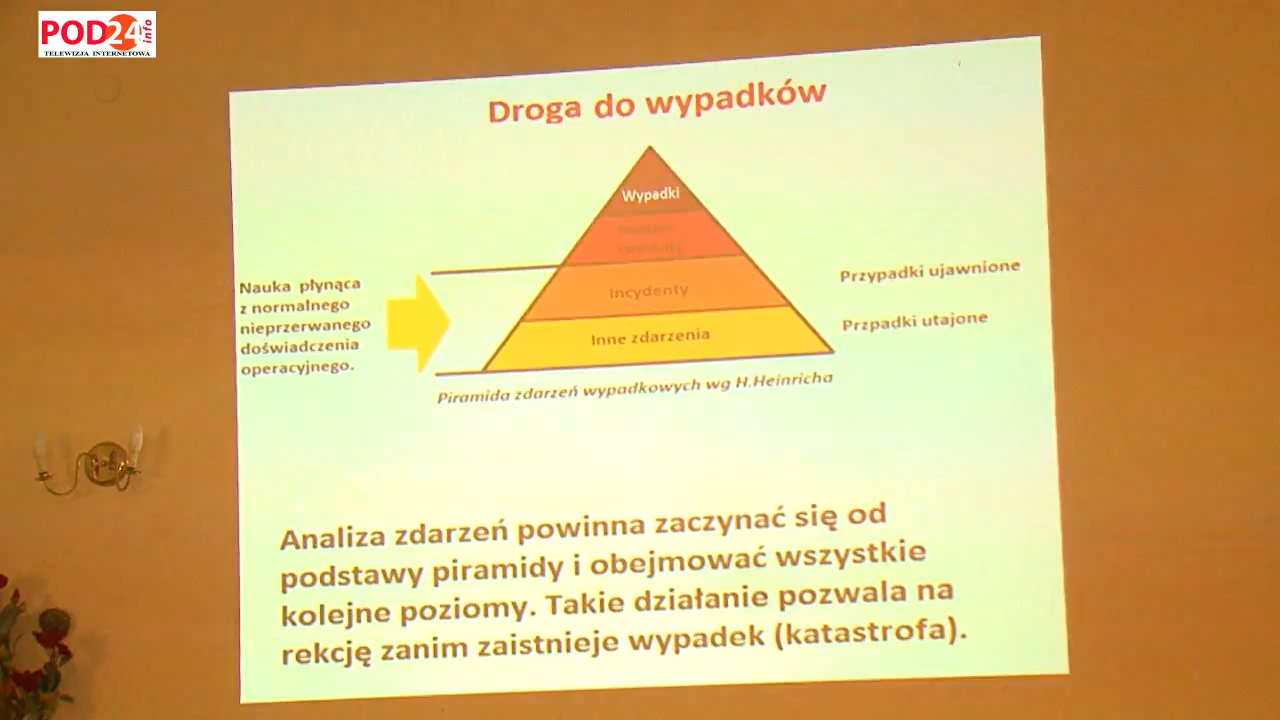 POD24.info
TELEWIZJA INTERNETOWA
Droga do wypadków
Wypadki
Incydenty
Inne zdarzenia
Nauka płynąca
z normalnego
nieprzerwanego
doświadczenia
operacyjnego.
Przypadki ujawnione
Przpadki utajone
Piramida zdarzeń wypadkowych wg H.Heinricha
Analiza zdarzeń powinna zaczynać się od
podstawy piramidy i obejmować wszystkie
kolejne poziomy. Takie działanie pozwala na
rekcję zanim zaistnieje wypadek (katastrofa).